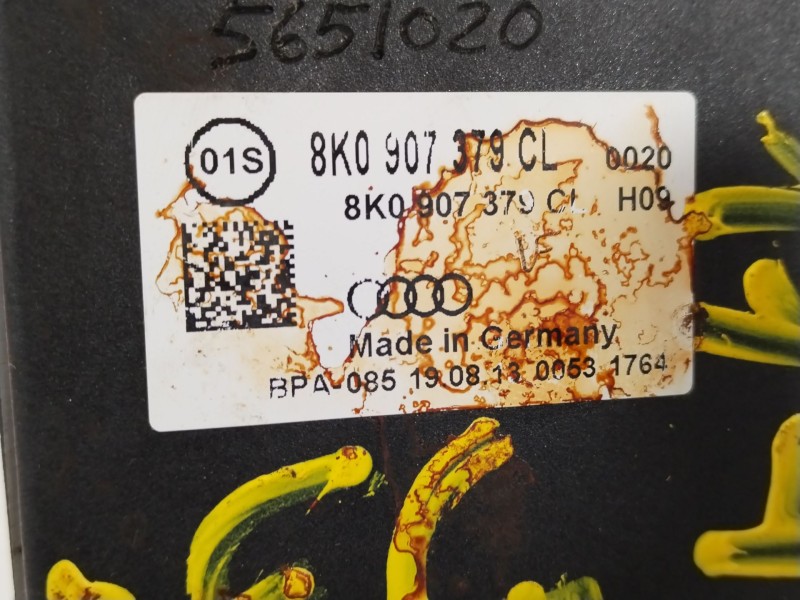 5651020
01S 8K0 907 379 CL 0020
8K0 907 379 CL H09
Made in Germany
BPA-085 19.08.13 0053 1764